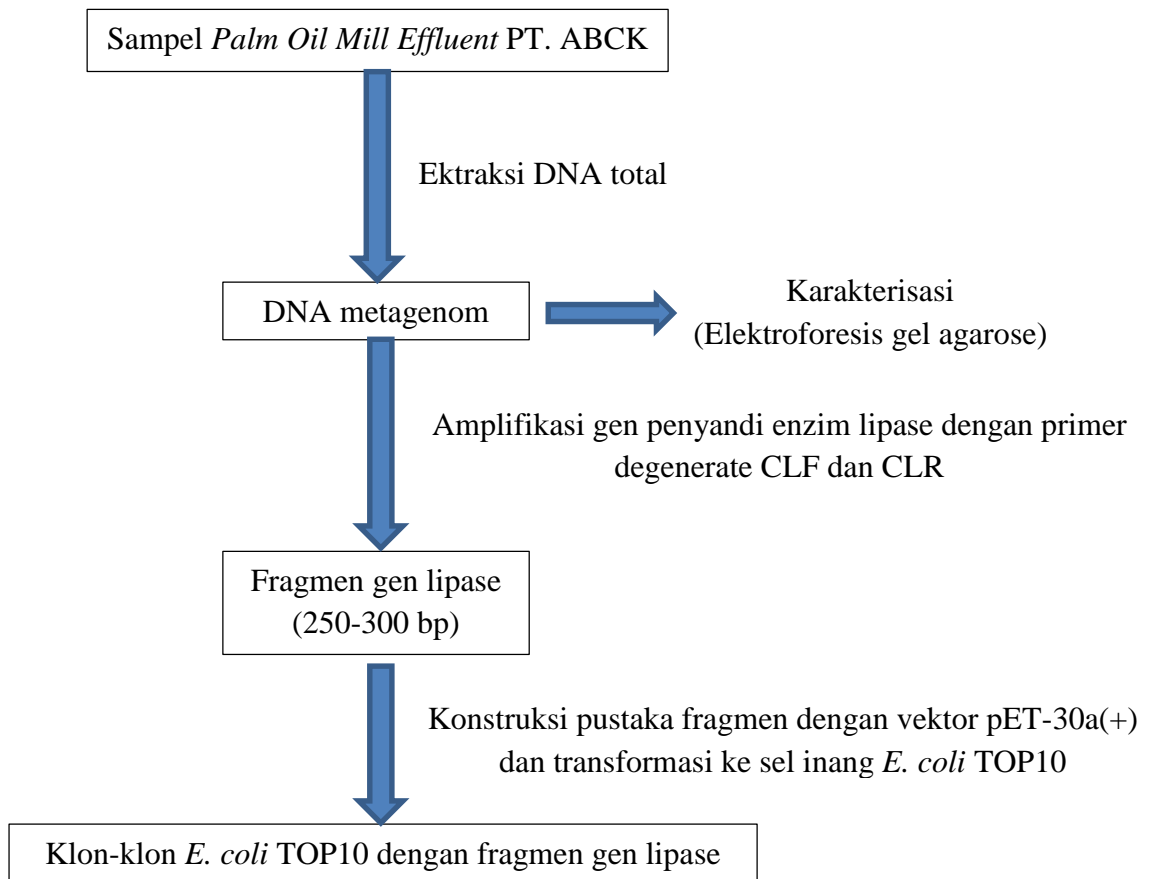 Sampel Palm Oil Mill Effluent PT. ABCK
Ektraksi DNA total
DNA metagenom
Karakterisasi
(Elektroforesis gel agarose)
Amplifikasi gen penyandi enzim lipase dengan primer
degenerate CLF dan CLR
Fragmen gen lipase
(250-300 bp)
Konstruksi pustaka fragmen dengan vektor pET-30a(+)
dan transformasi ke sel inang E. coli TOP10
Klon-klon E. coli TOP10 dengan fragmen gen lipase